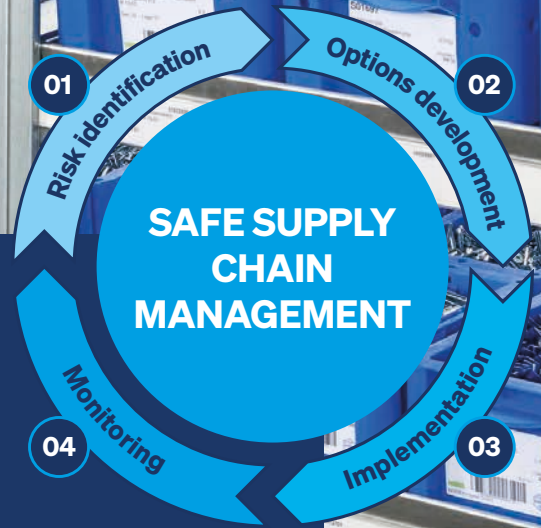 01
Risk identification
Options development
02
SAFE SUPPLY
CHAIN
MANAGEMENT
04
Monitoring
Implementation
03